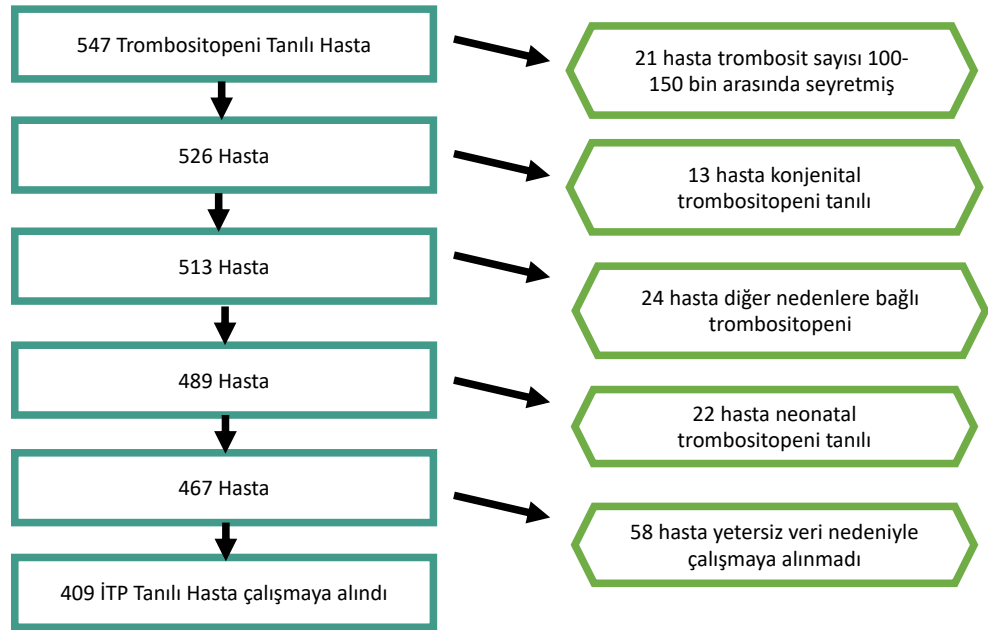 547 Trombositopeni Tanılı Hasta
21 hasta trombosit sayısı 100-
150 bin arasında seyretmiş
526 Hasta
13 hasta konjenital
trombositopeni tanılı
513 Hasta
24 hasta diğer nedenlere bağlı
trombositopeni
489 Hasta
22 hasta neonatal
trombositopeni tanılı
467 Hasta
58 hasta yetersiz veri nedeniyle
çalışmaya alınmadı
409 İTP Tanılı Hasta çalışmaya alındı